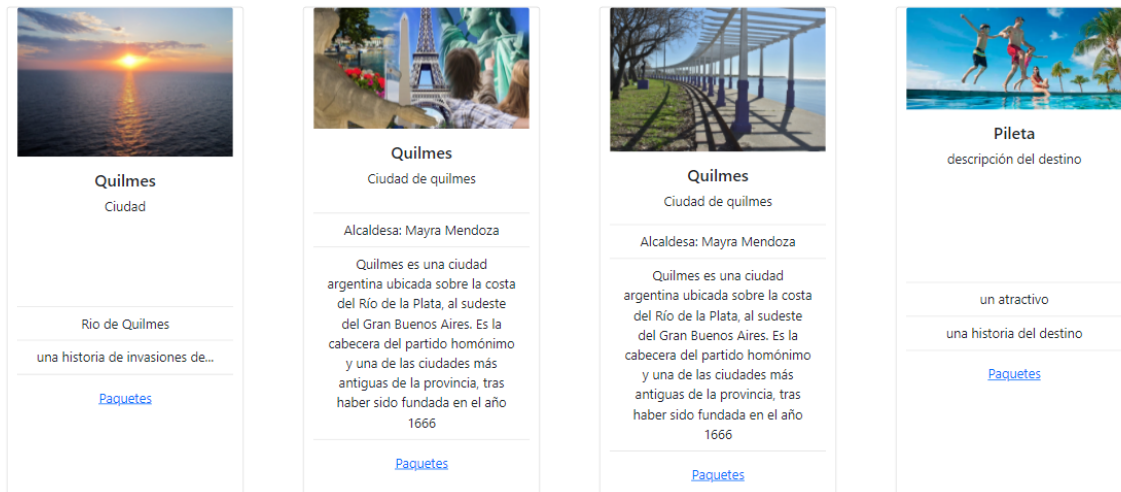 Quilmes
Ciudad
Rio de Quilmes
una historia de invasiones de...
Paquetes
Quilmes
Ciudad de quilmes
Alcaldesa: Mayra Mendoza
Quilmes es una ciudad
argentina ubicada sobre la costa
del Río de la Plata, al sudeste
del Gran Buenos Aires. Es la
cabecera del partido homónimo
y una de las ciudades más
antiguas de la provincia, tras
haber sido fundada en el año
1666
Paquetes
Quilmes
Ciudad de quilmes
Alcaldesa: Mayra Mendoza
Quilmes es una ciudad
argentina ubicada sobre la costa
del Río de la Plata, al sudeste
del Gran Buenos Aires. Es la
cabecera del partido homónimo
y una de las ciudades más
antiguas de la provincia, tras
haber sido fundada en el año
1666
Paquetes
Pileta
descripción del destino
un atractivo
una historia del destino
Paquetes